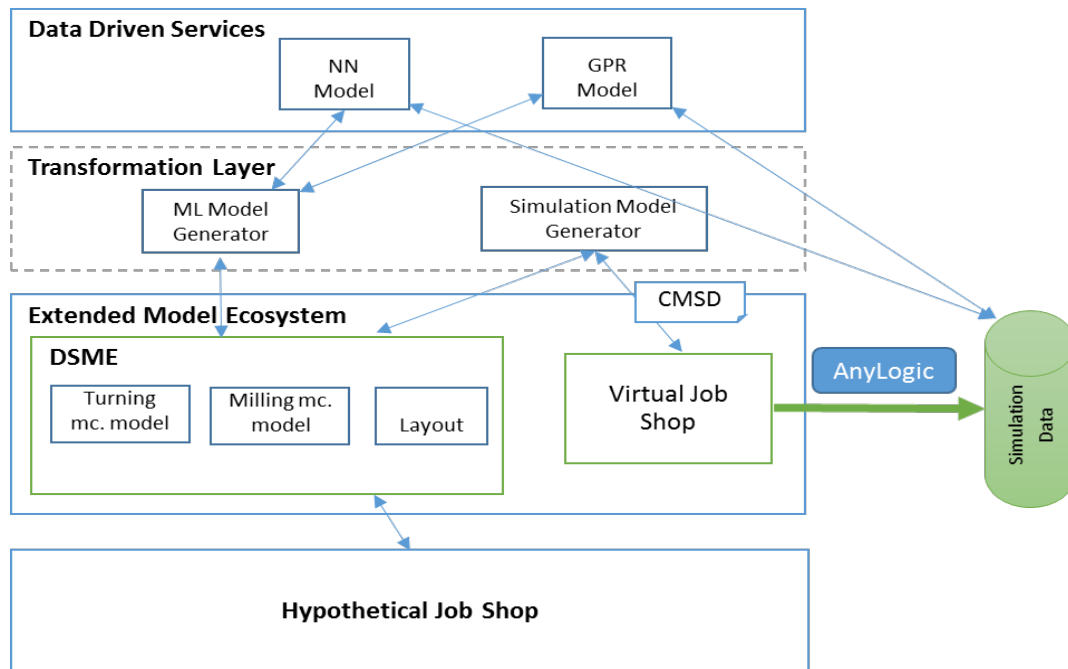 Data Driven Services
NN
Model
GPR
Model
Transformation Layer
ML Model
Generator
Simulation Model
Generator
CMSD
Extended Model Ecosystem
DSME
Turning
mc. model
Milling mc.
model
Layout
Virtual Job
Shop
AnyLogic
Simulation
Data
Hypothetical Job Shop